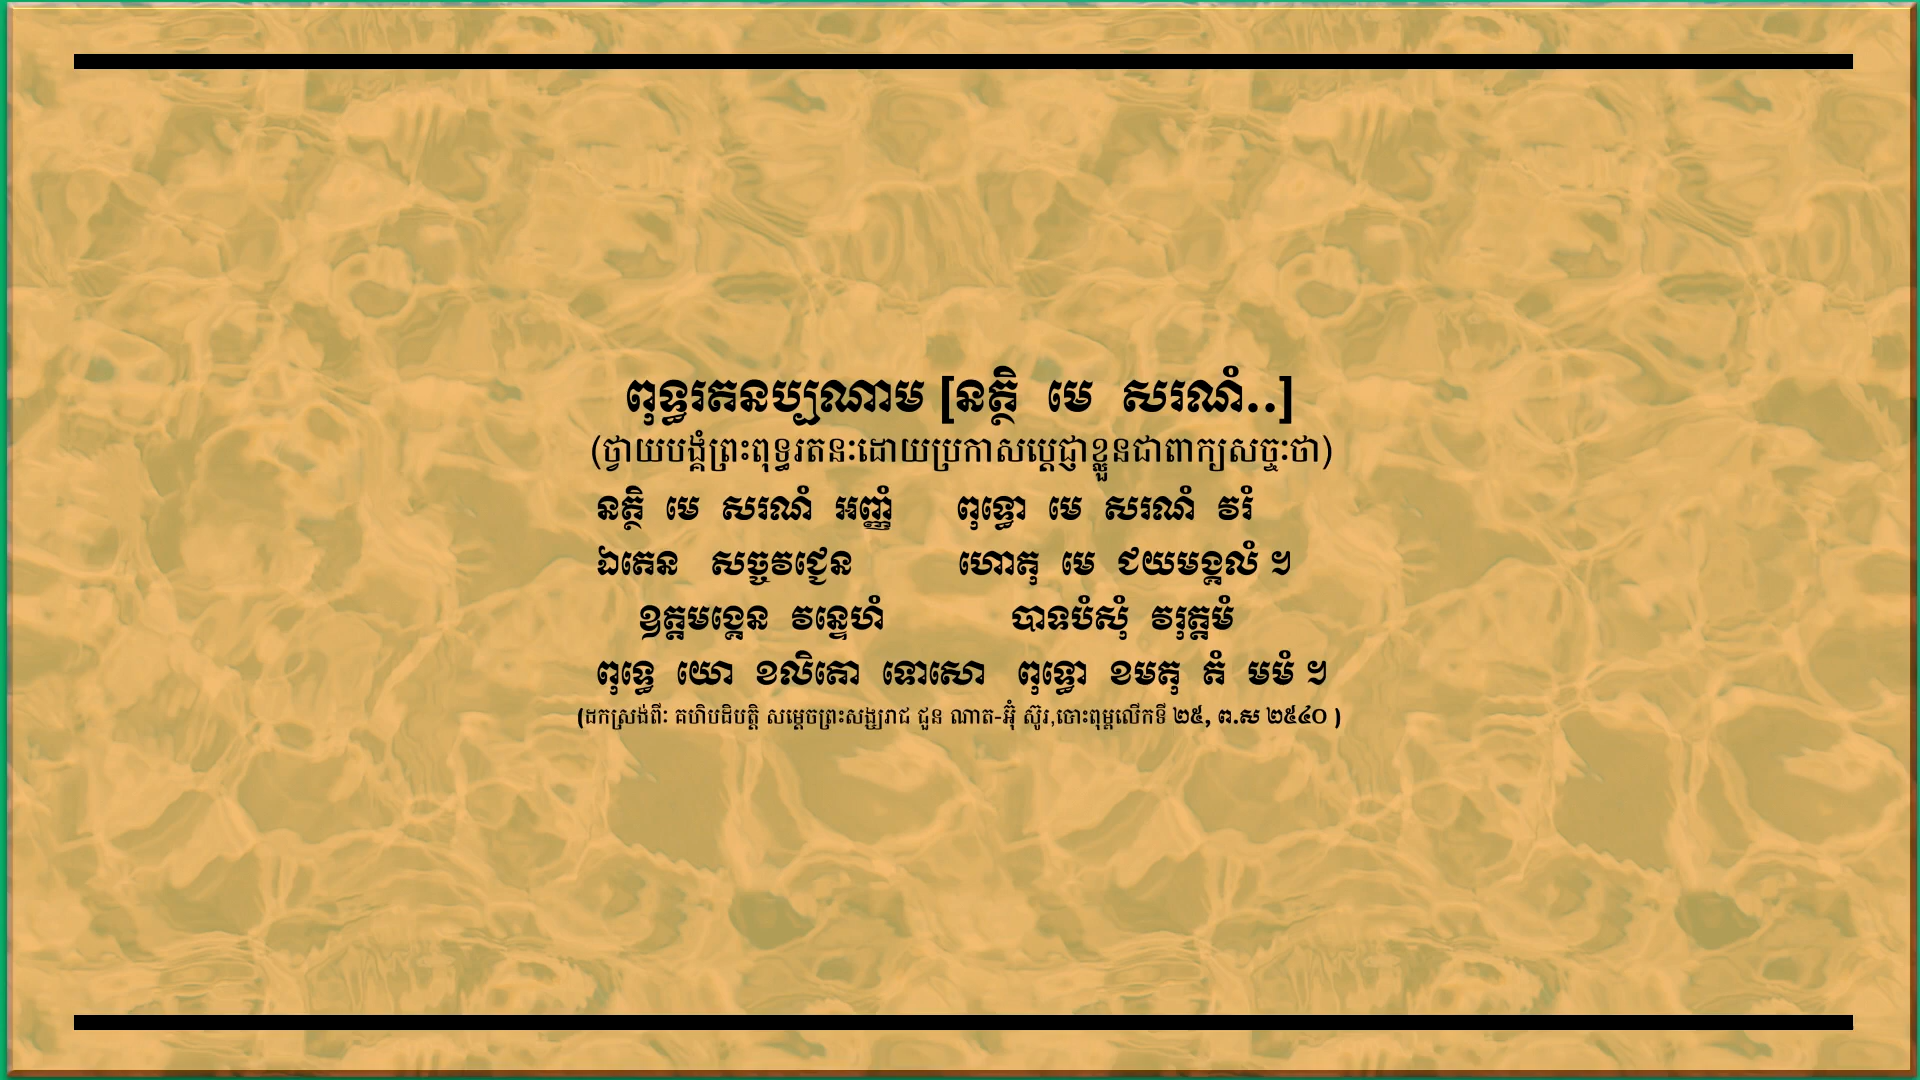 ពុទ្ធរតនប្បណាម [នត្ថិ មេ សរណំ..]
(ថ្វាយបង្គំព្រះពុទ្ធរតនៈដោយប្រកាសប្ដេជ្ញាខ្លួនជាពាក្យសច្ចៈថា)
នត្ថិ មេ សរណំ អញ្ញំ ពុទ្ធោ មេ សរណំ វរំ
ឯតេន សច្ចវជ្ជេន ហោតុ មេ ជយមង្គលំ ។
ឧត្តមង្គេន វន្ទេហំ បាទបំសុំ វរុត្តមំ
ពុទ្ធេ យោ ខលិតោ ទោសោ ពុទ្ធោ ខមតុ តំ មមំ ។
(ដកស្រង់ពីៈ គហិបដិបត្តិ សម្ដេចព្រះសង្ឃរាជ ជួន ណាត-អ៊ុំ ស៊ូរ,បោះពុម្ពលើកទី ២៥, ព.ស ២៥៤០ )